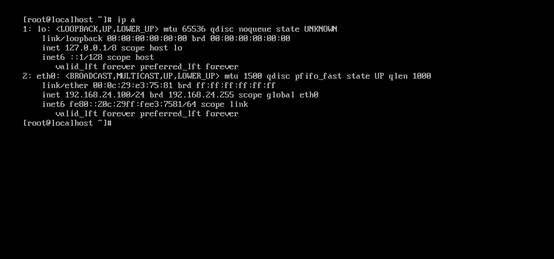 [root@localhost ~]# ip a
1: lo: <LOOPBACK,UP,LOWER_UP> mtu 65536 qdisc noqueue state UNKNOWN
link/loopback 00:00:00:00:00:00 brd 00:00:00:00:00:00
inet 127.0.0.1/8 scope host lo
inet6 ::1/128 scope host
valid_lft forever preferred_lft forever
2: eth0: <BROADCAST,MULTICAST,UP,LOWER_UP> mtu 1500 qdisc pfifo_fast state UP qlen 1000
link/ether 00:0c:29:e3:75:81 brd ff:ff:ff:ff:ff:ff
inet 192.168.24.100/24 brd 192.168.24.255 scope global eth0
inet6 fe80::20c:29ff:fee3:7581/64 scope link
valid_lft forever preferred_lft forever
[root@localhost ~]#